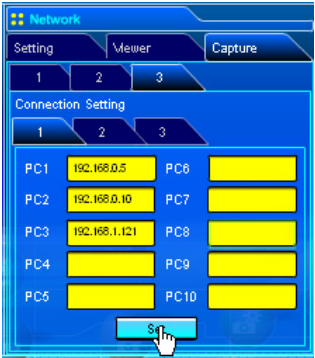 Network
Setting Viewer Capture
1 2 3
Connection Setting
1 2 3
PC1 192.168.0.5 PC6
PC2 192.168.0.10 PC7
PC3 192.168.1.121 PC8
PC4 PC9
PC5 PC10